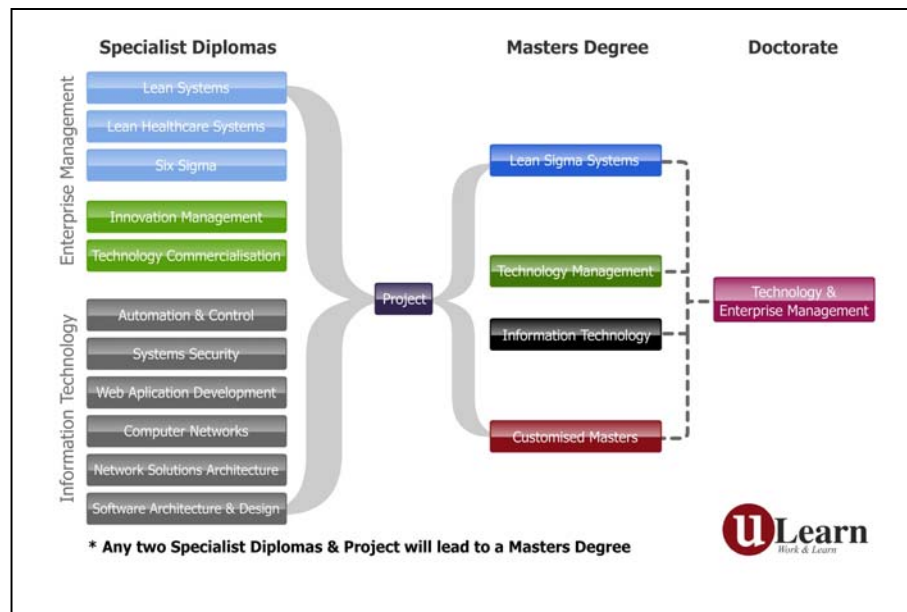 Specialist Diplomas
Masters Degree
Doctorate
Enterprise Management
Lean Systems
Lean Healthcare Systems
Six Sigma
Innovation Management
Technology Commercialisation
Information Technology
Automation & Control
Systems Security
Web Aplication Development
Computer Networks
Network Solutions Architecture
Software Architecture & Design
Project
Lean Sigma Systems
Technology Management
Information Technology
Customised Masters
Technology &
Enterprise Management
* Any two Specialist Diplomas & Project will lead to a Masters Degree
uLearn
Work & Learn